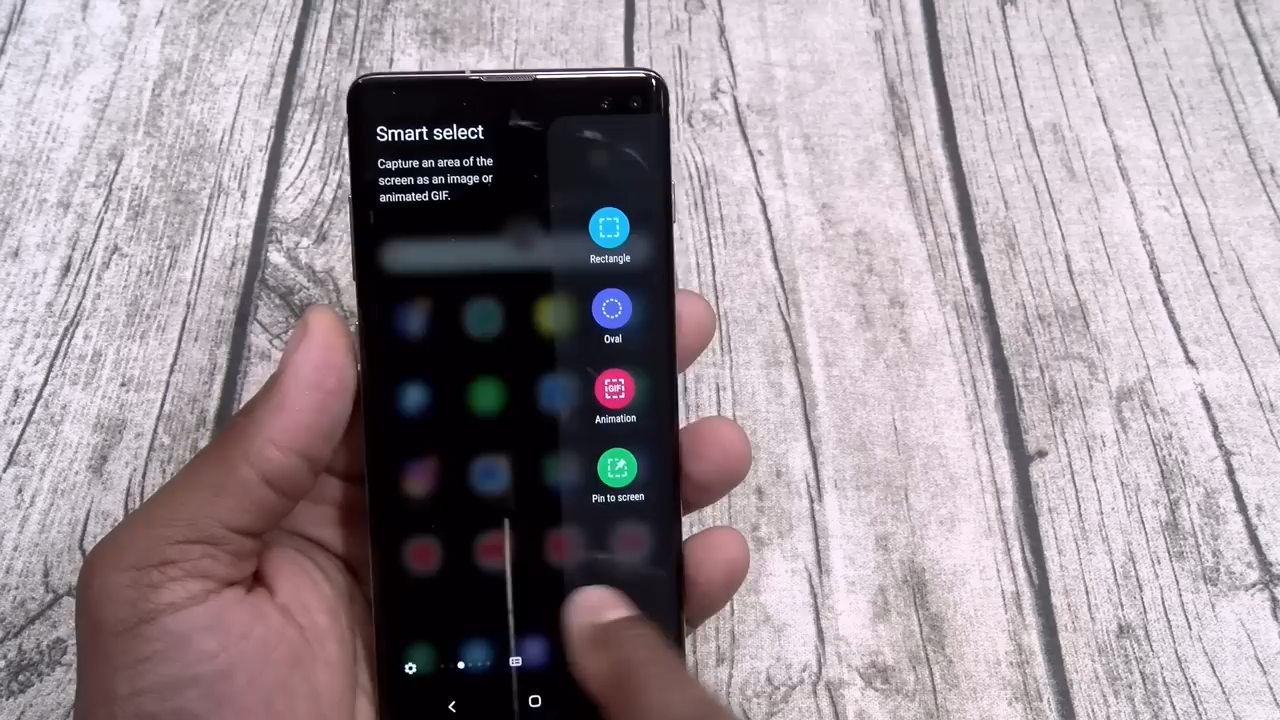 Smart select
Capture an area of the
screen as an image or
animated GIF.
Rectangle
Oval
GIF
Animation
Pin to screen